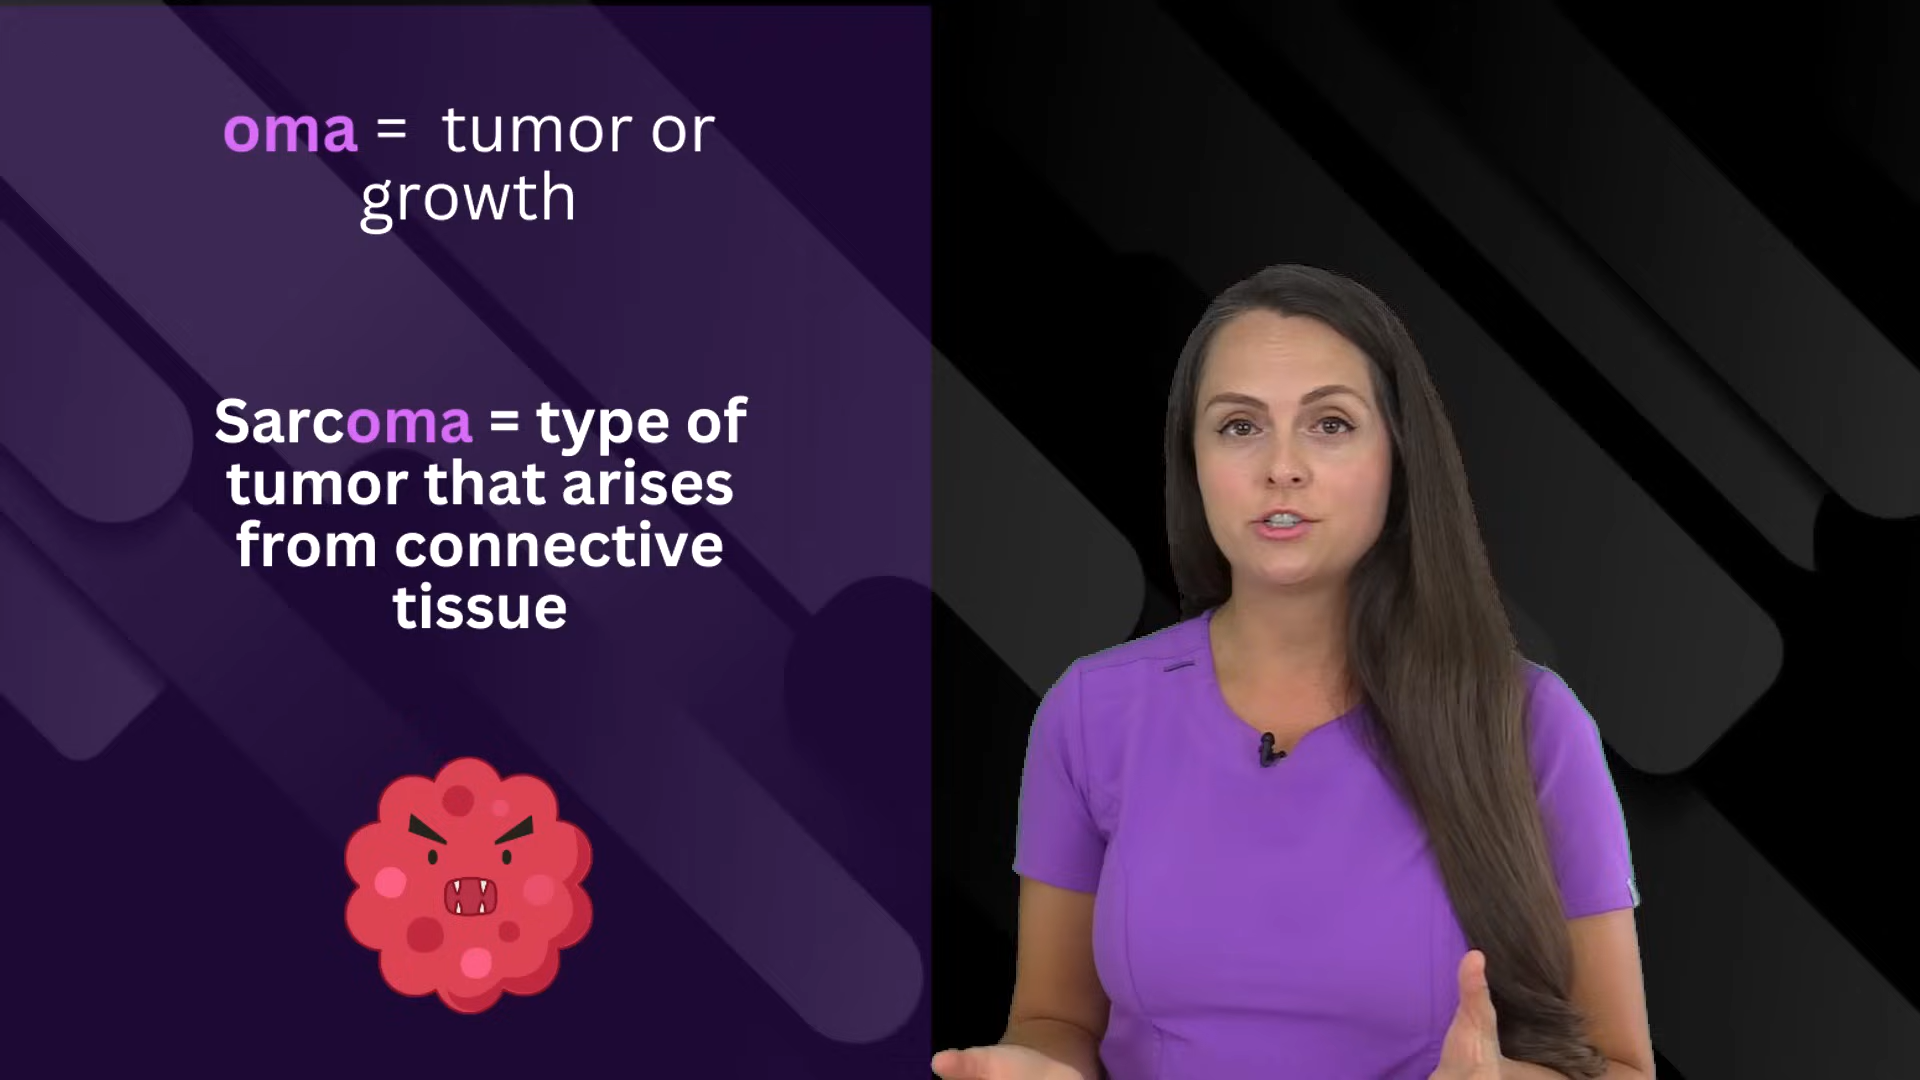 oma = tumor or
growth
Sarcoma = type of
tumor that arises
from connective
tissue